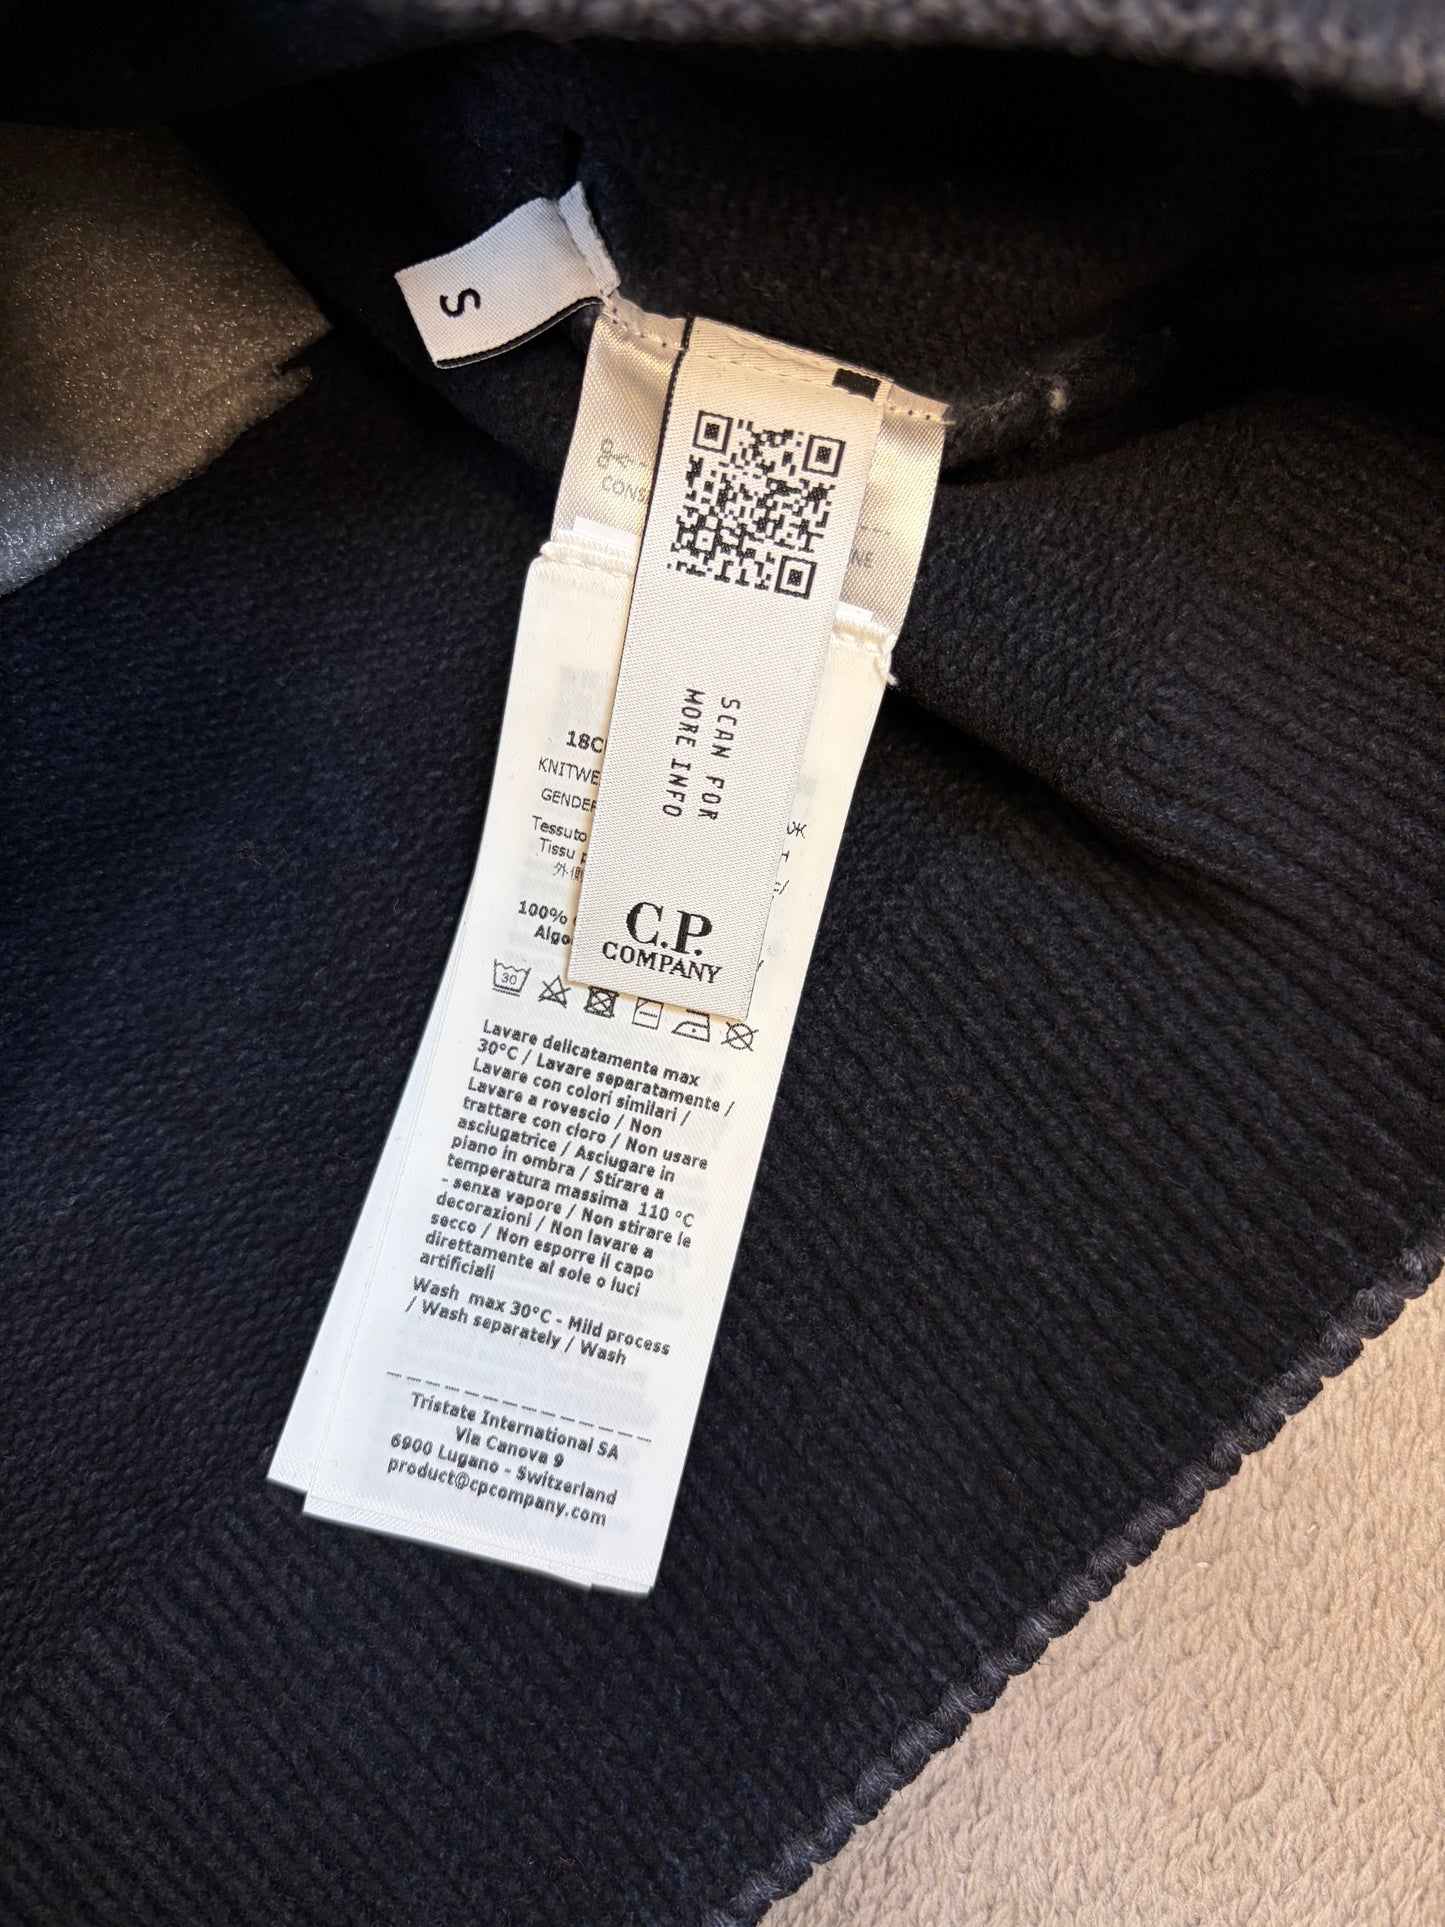 S
CONS
NE
SCAN FOR
MORE INFO
C.P.
COMPANY
18C
KNITWE
GENDER
Tessuto
Tissu
外側
100%
Algo
30
Lavare delicatamente max
30°C / Lavare separatamente /
Lavare con colori similari /
Lavare a rovescio / Non
trattare con cloro / Non usare
asciugatrice / Asciugare in
piano in ombra / Stirare a
temperatura massima 110 °C
- senza vapore / Non stirare le
decorazioni / Non lavare a
secco / Non esporre il capo
direttamente al sole o luci
artificiali
Wash max 30°C - Mild process
/ Wash separately / Wash
Tristate International SA
Via Canova 9
6900 Lugano - Switzerland
product@cpcompany.com